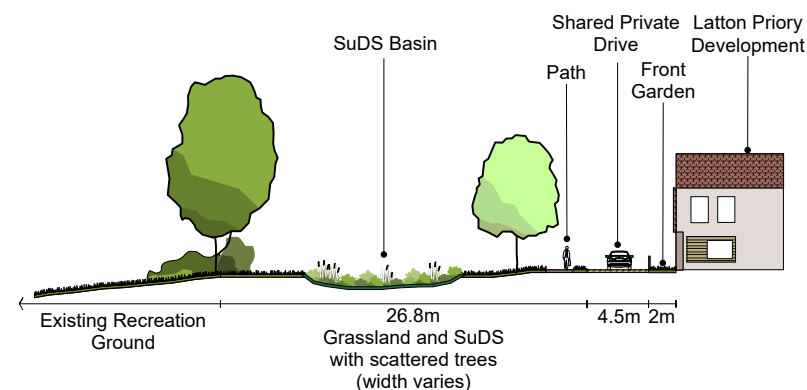 SuDS Basin
Shared Private
Drive
Latton Priory
Development
Path
Front
Garden
Existing Recreation
Ground
26.8m
Grassland and SuDS
with scattered trees
(width varies)
4.5m
2m